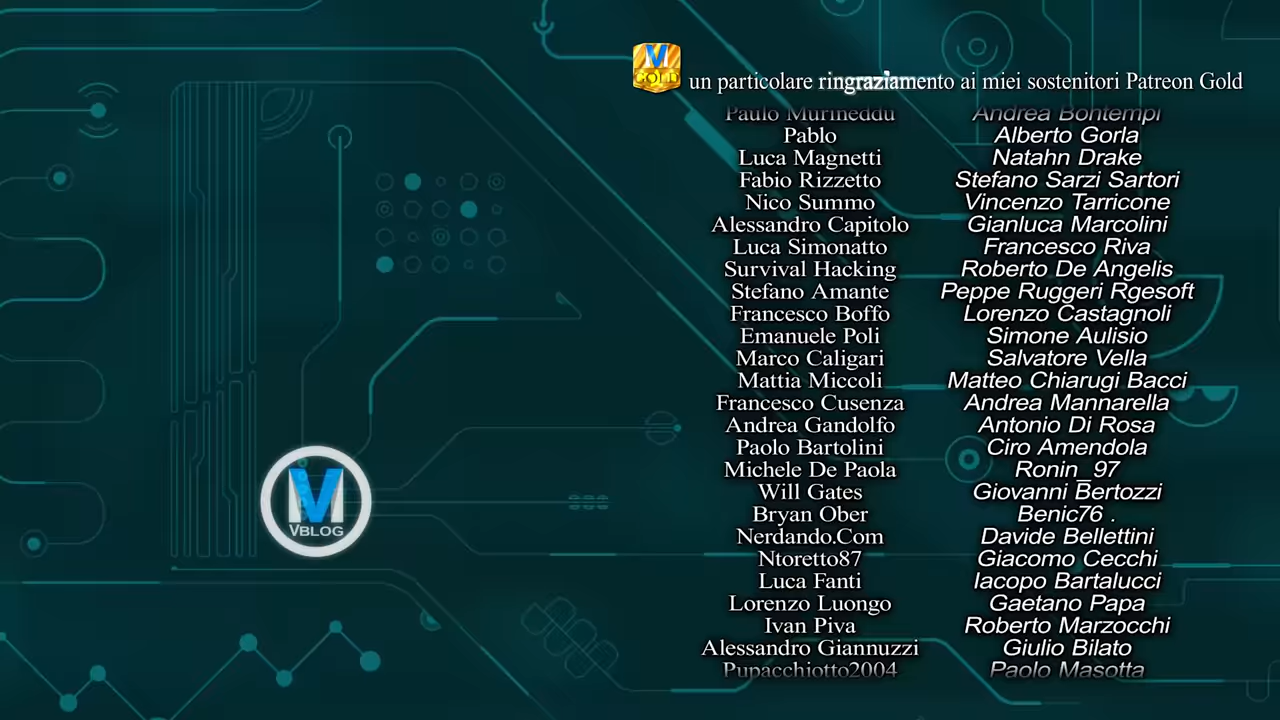 GOLD
un particolare ringraziamento ai miei sostenitori Patreon Gold
Paulo Murineddu
Pablo
Luca Magnetti
Fabio Rizzetto
Nico Summo
Alessandro Capitolo
Luca Simonatto
Survival Hacking
Stefano Amante
Francesco Boffo
Emanuele Poli
Marco Caligari
Mattia Miccoli
Francesco Cusenza
Andrea Gandolfo
Paolo Bartolini
Michele De Paola
Will Gates
Bryan Ober
Nerdando.Com
Ntoretto87
Luca Fanti
Lorenzo Luongo
Ivan Piva
Alessandro Giannuzzi
Pupacchiotto2004
Andrea Bontempi
Alberto Gorla
Natahn Drake
Stefano Sarzi Sartori
Vincenzo Tarricone
Gianluca Marcolini
Francesco Riva
Roberto De Angelis
Peppe Ruggeri Rgesoft
Lorenzo Castagnoli
Simone Aulisio
Salvatore Vella
Matteo Chiarugi Bacci
Andrea Mannarella
Antonio Di Rosa
Ciro Amendola
Ronin_97
Giovanni Bertozzi
Benic76 .
Davide Bellettini
Giacomo Cecchi
Iacopo Bartalucci
Gaetano Papa
Roberto Marzocchi
Giulio Bilato
Paolo Masotta
VBLOG